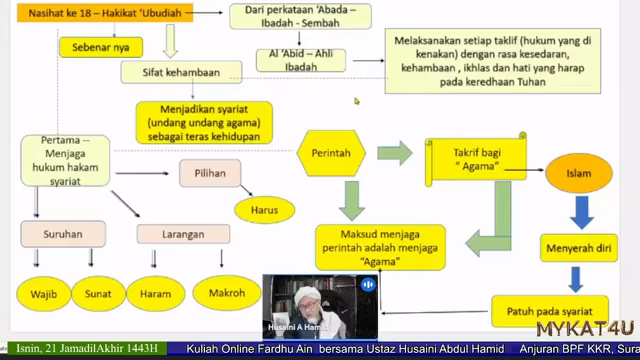 Nasihat ke 18 – Hakikat 'Ubudiah
Dari perkataan 'Abada –
Ibadah - Sembah
Sebenar nya
Al 'Abid – Ahli
Ibadah
Melaksanakan setiap taklif (hukum yang di
kenakan) dengan rasa kesedaran,
kehambaan , ikhlas dan hati yang harap
pada keredhaan Tuhan
Sifat kehambaan
Menjadikan syariat
(undang undang agama)
sebagai teras kehidupan
Pertama --
Menjaga
hukum hakam
syariat
Pilihan
Harus
Perintah
Takrif bagi
" Agama"
Islam
Suruhan
Larangan
Maksud menjaga
perintah adalah menjaga
"Agama"
Menyerah diri
Wajib
Sunat
Haram
Makroh
Patuh pada syariat
Husaini A Hamid
MYKAT4U
Isnin, 21 JamadilAkhir 1443H
Kuliah Online Fardhu Ain bersama Ustaz Husaini Abdul Hamid
Anjuran BPF KKR, Sur